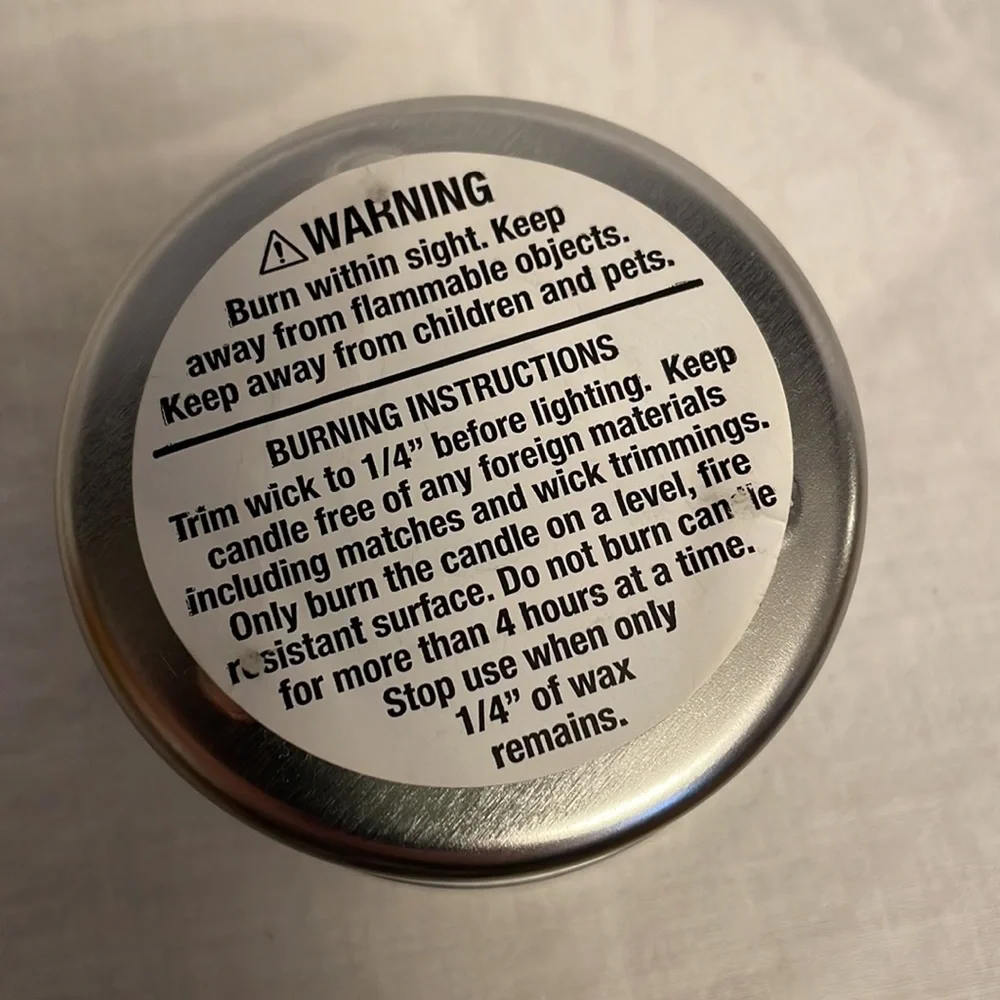 ⚠WARNING
Burn within sight. Keep
away from flammable objects.
Keep away from children and pets.
BURNING INSTRUCTIONS
Trim wick to 1/4” before lighting. Keep
candle free of any foreign materials
including matches and wick trimmings.
Only burn the candle on a level, fire
resistant surface. Do not burn candle
for more than 4 hours at a time.
Stop use when only
1/4” of wax
remains.